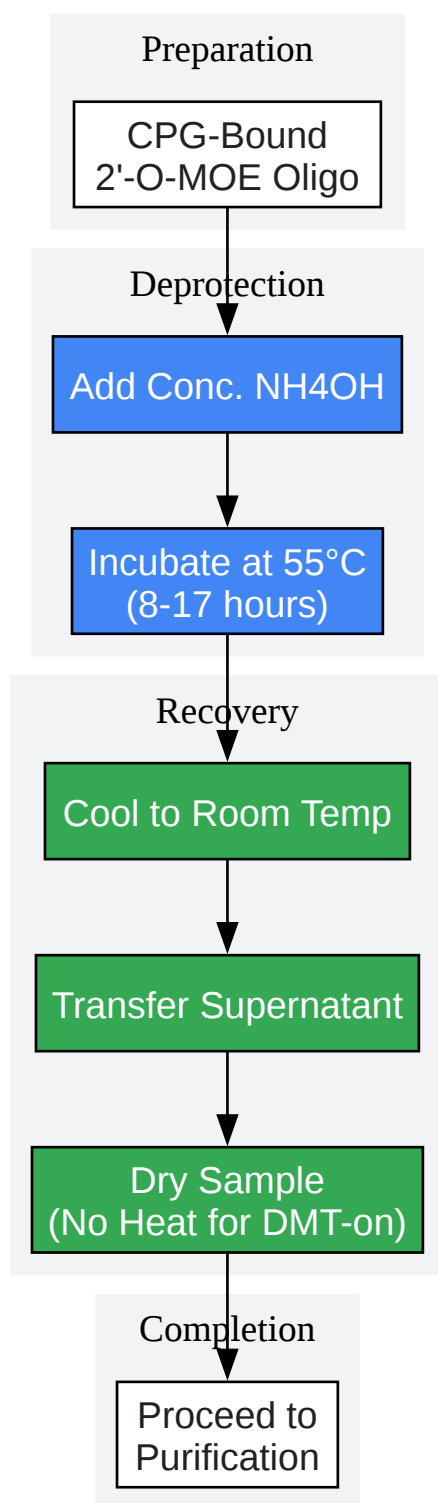 Preparation
CPG-Bound
2'-O-MOE Oligo
Deprotection
Add Conc. NH4OH
Incubate at 55°C
(8-17 hours)
Recovery
Cool to Room Temp
Transfer Supernatant
Dry Sample
(No Heat for DMT-on)
Completion
Proceed to
Purification